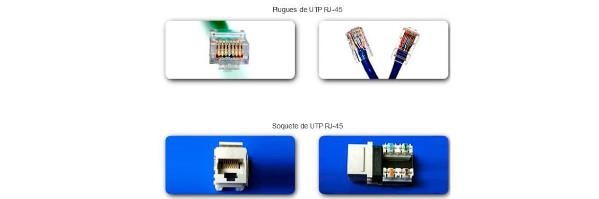 Plugues de UTP RJ-45
Soquete de UTP RJ-45